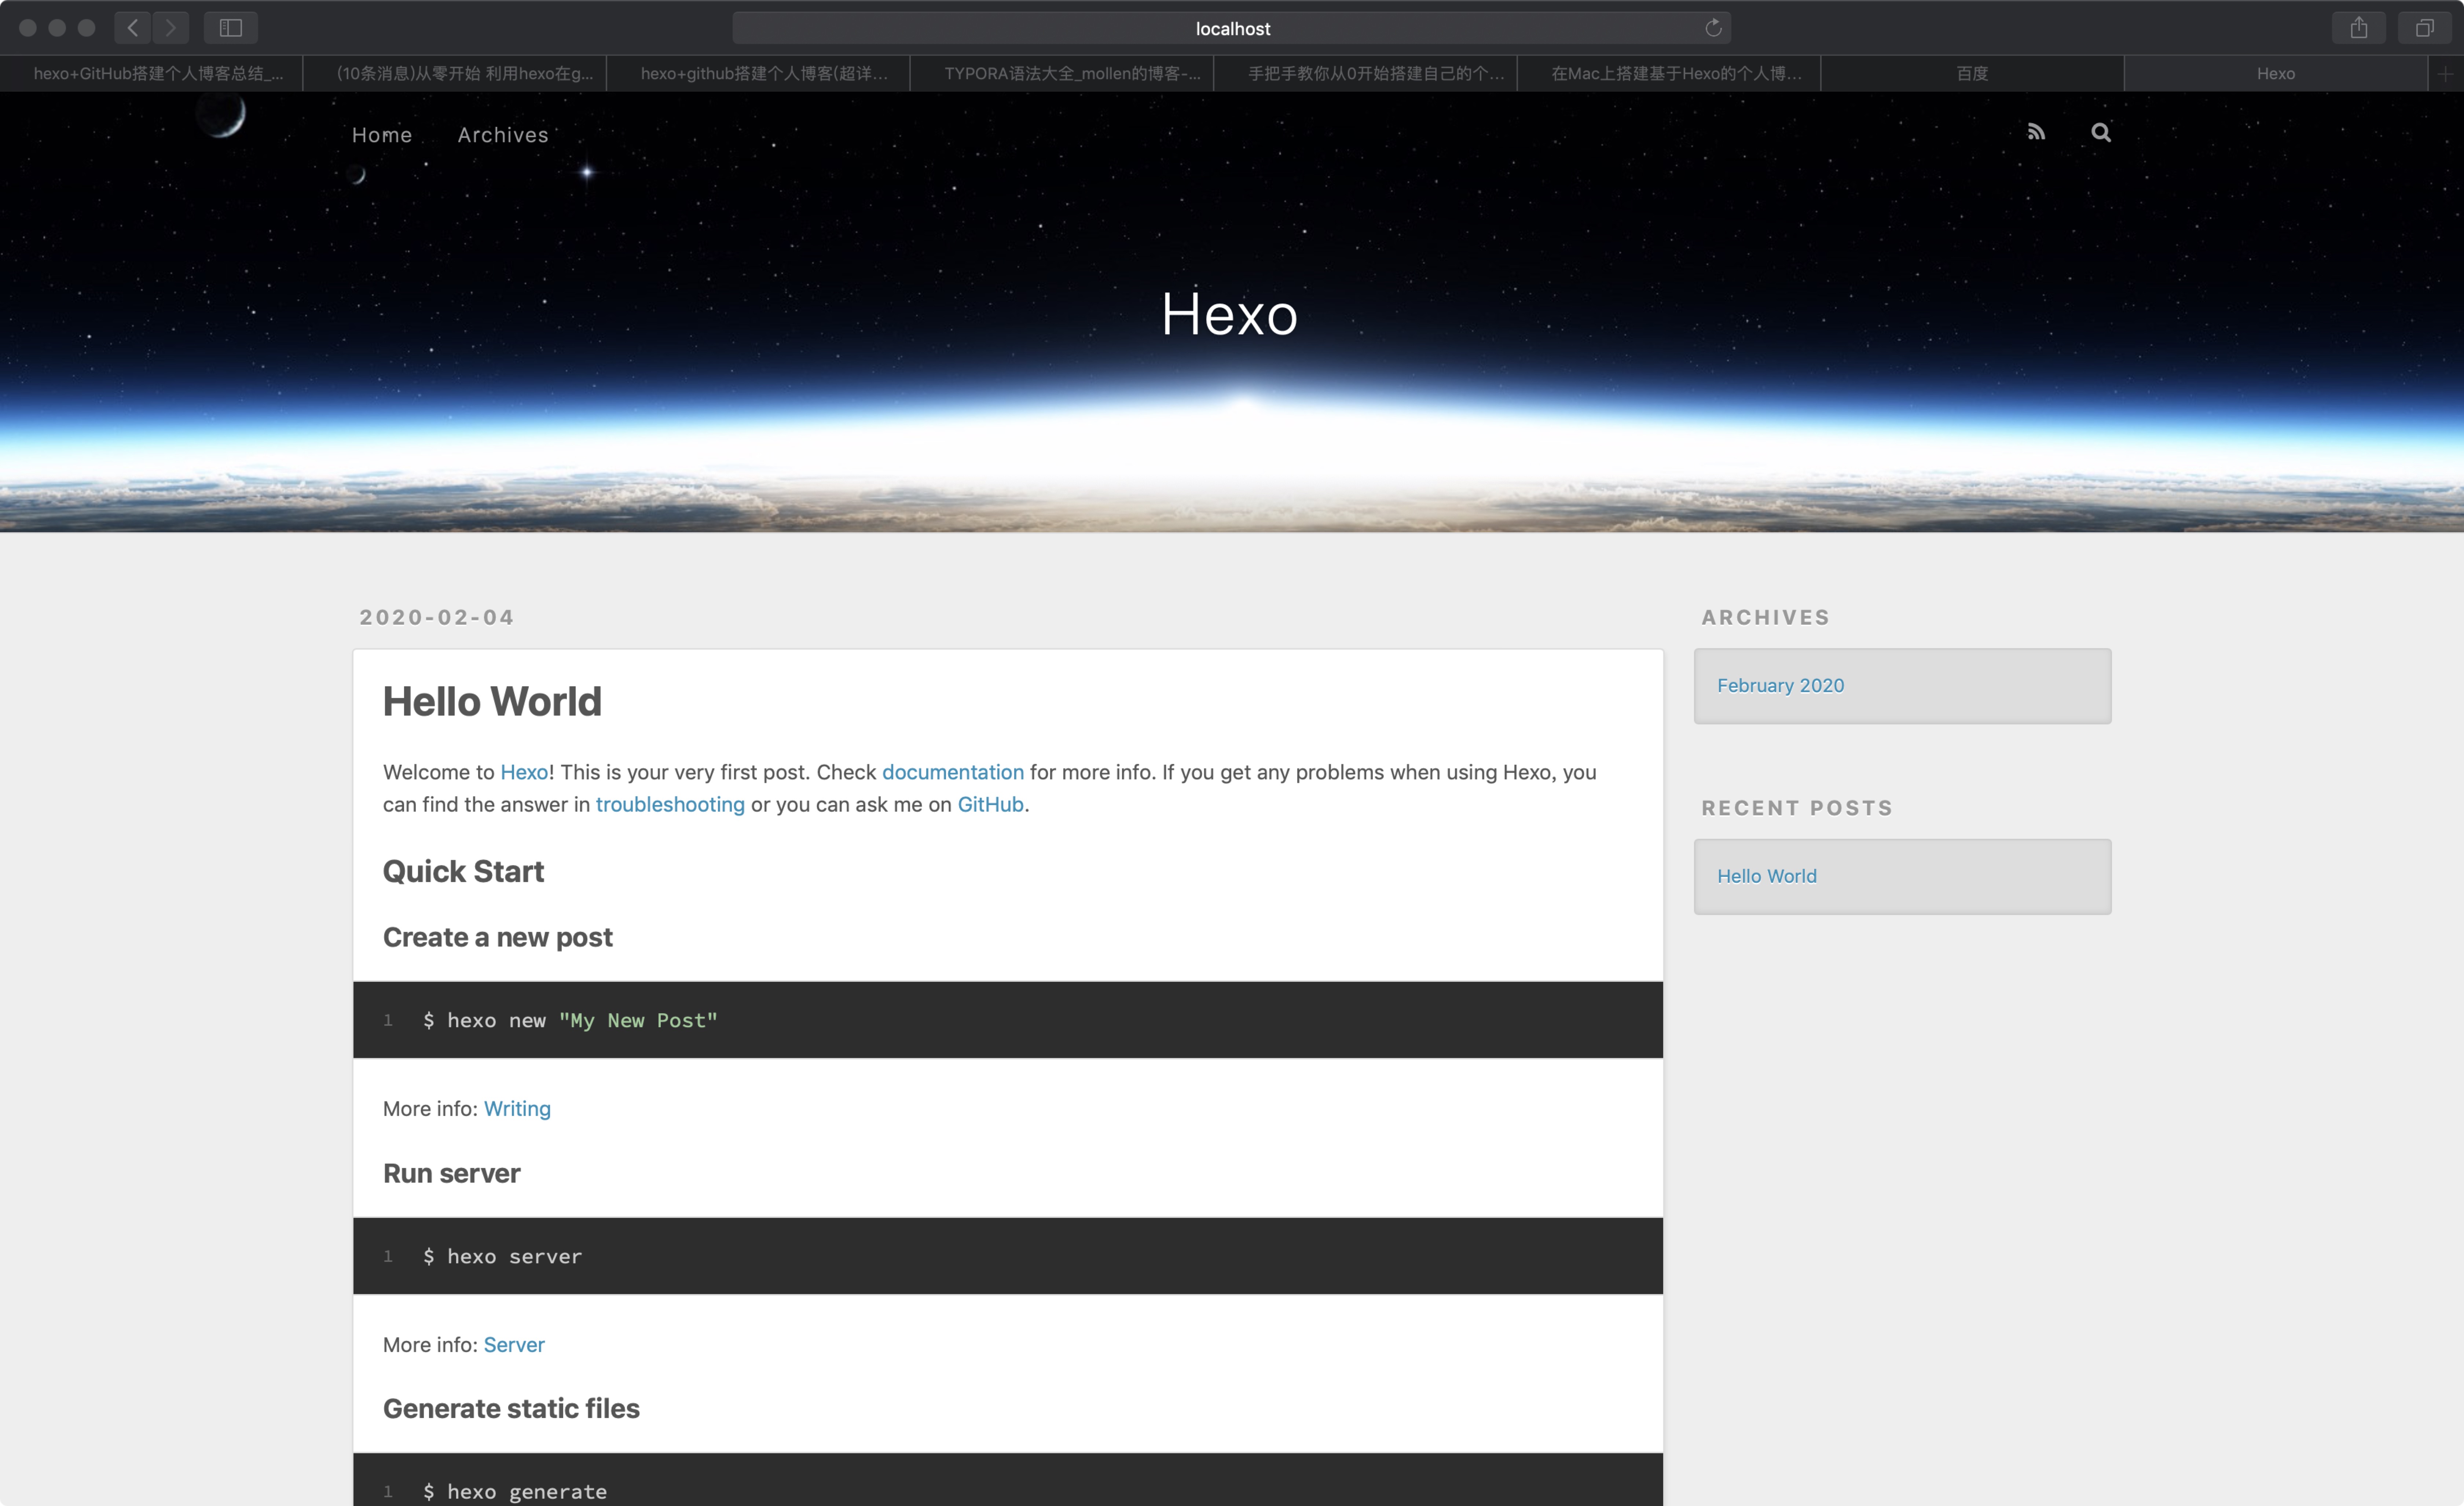 localhost
hexo+GitHub搭建个人博客总结_...
(10条消息)从零开始 利用hexo在g...
hexo+github搭建个人博客(超详...
TYPORA语法大全_mollen的博客-...
手把手教你从0开始搭建自己的个...
在Mac上搭建基于Hexo的个人博...
百度
Hexo
Home
Archives
Hexo
2020-02-04
Hello World
Welcome to Hexo! This is your very first post. Check documentation for more info. If you get any problems when using Hexo, you
can find the answer in troubleshooting or you can ask me on GitHub.
Quick Start
Create a new post
1 $ hexo new "My New Post"
More info: Writing
Run server
1 $ hexo server
More info: Server
Generate static files
1 $ hexo generate
ARCHIVES
February 2020
RECENT POSTS
Hello World